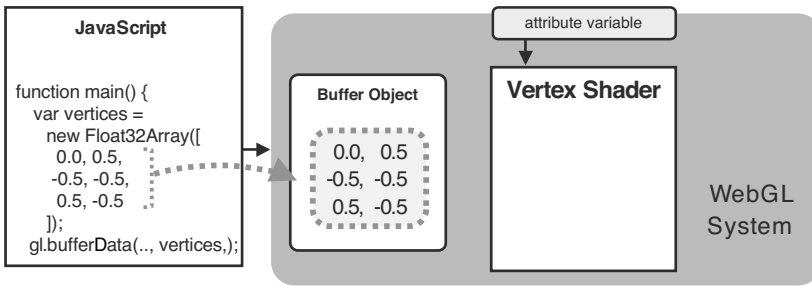 JavaScript
function main() {
var vertices =
new Float32Array([
0.0, 0.5,
-0.5, -0.5,
0.5, -0.5
]);
gl.bufferData(.., vertices,);
Buffer Object
0.0, 0.5
-0.5, -0.5
0.5, -0.5
attribute variable
Vertex Shader
WebGL
System